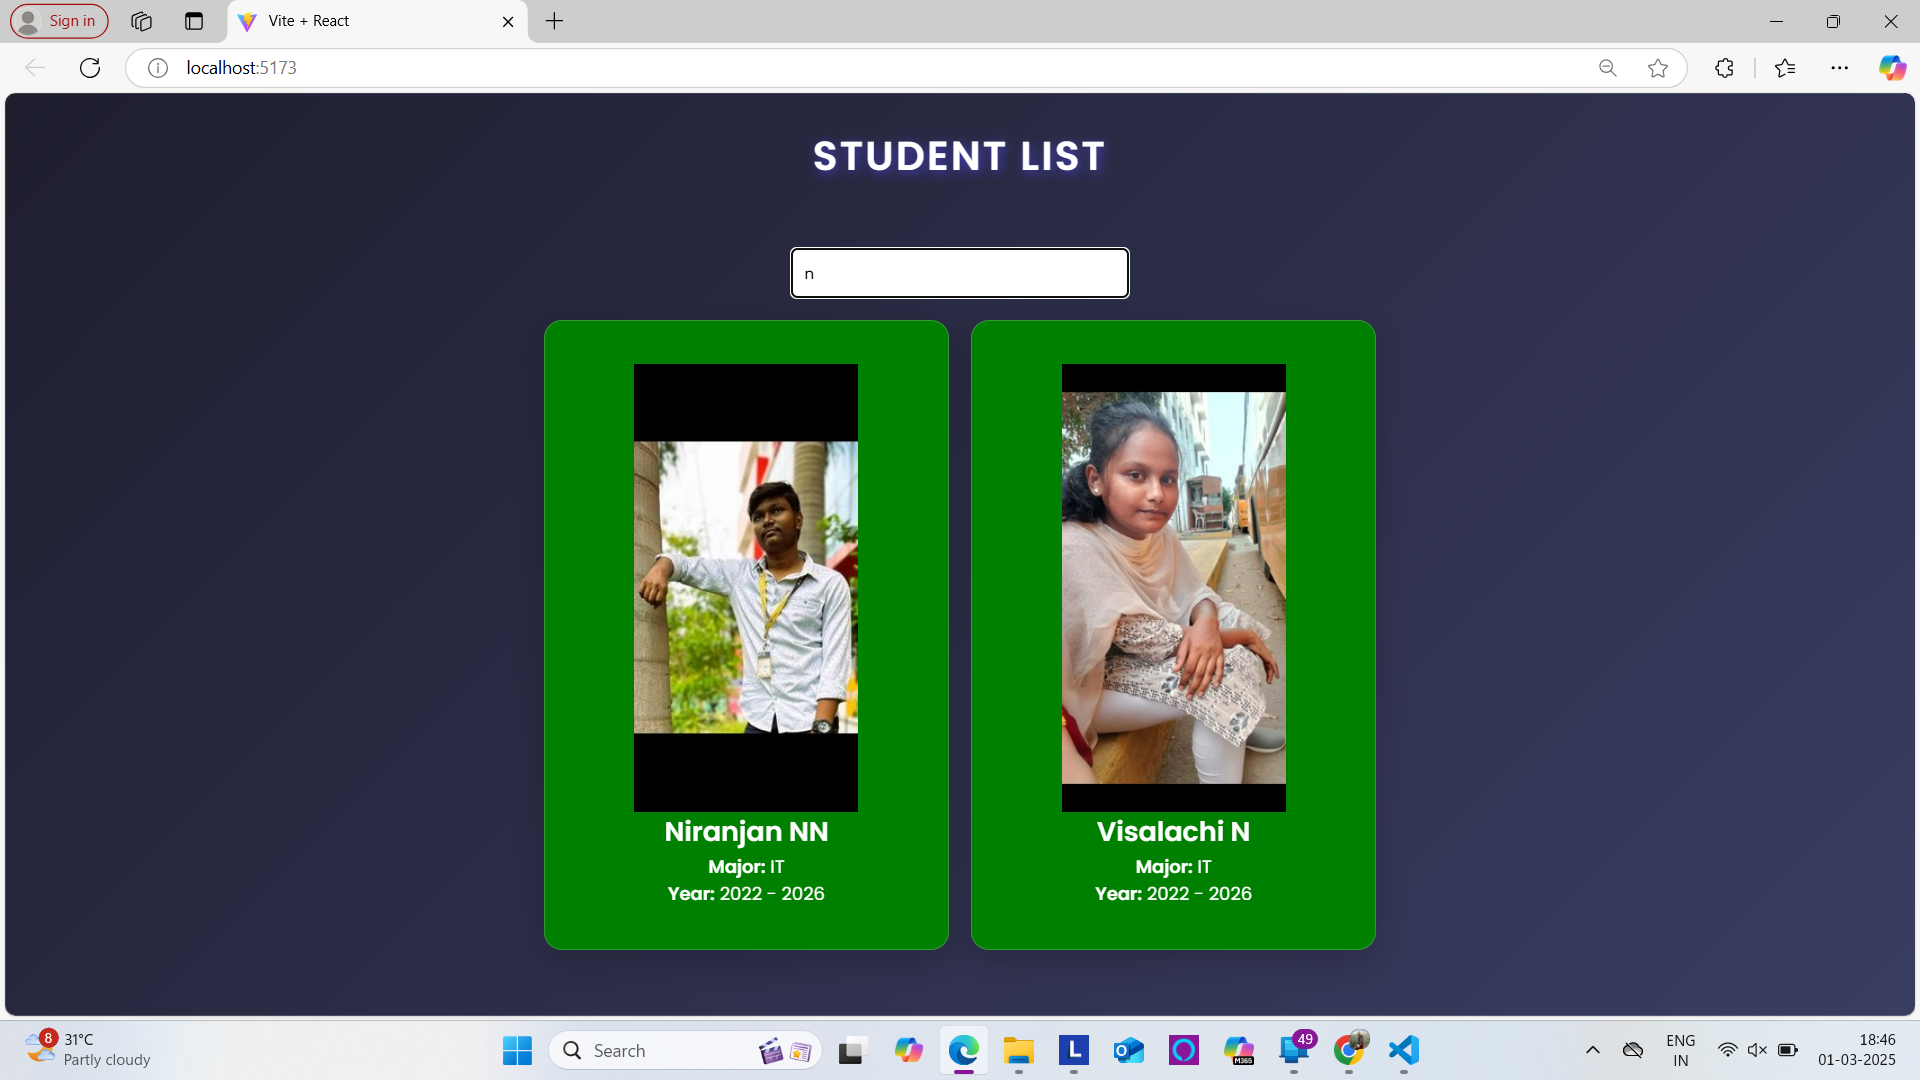 Sign in
Vite + React
localhost:5173
STUDENT LIST
n
Niranjan NN
Major: IT
Year: 2022 - 2026
Visalachi N
Major: IT
Year: 2022 - 2026
8
31°C
Partly cloudy
Search
L
O
M365
49
ENG
IN
18:46
01-03-2025